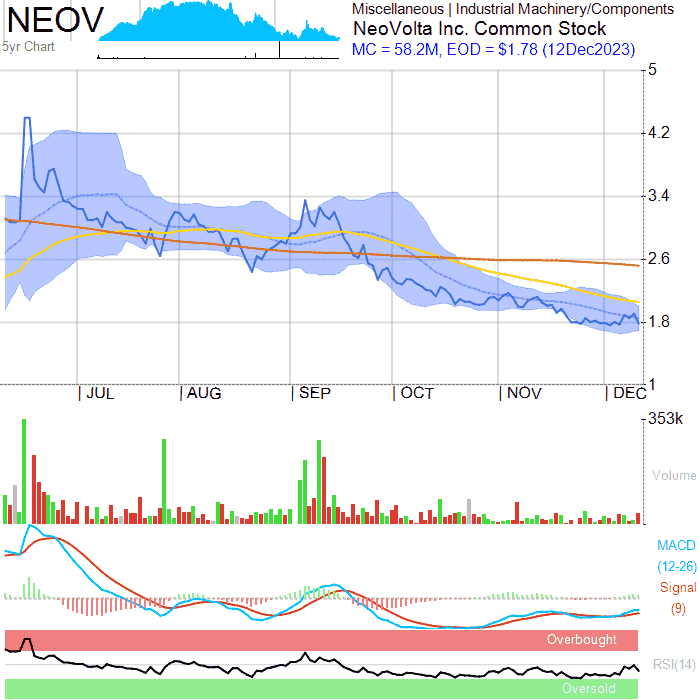 NEOV
5yr Chart
Miscellaneous | Industrial Machinery/Components
NeoVolta Inc. Common Stock
MC = 58.2M, EOD = $1.78 (12Dec2023)
5
4.2
3.4
2.6
1.8
1
JUL AUG SEP OCT NOV DEC
353k
Volume
MACD
(12-26)
Signal
(9)
Overbought
RSI(14)
Oversold